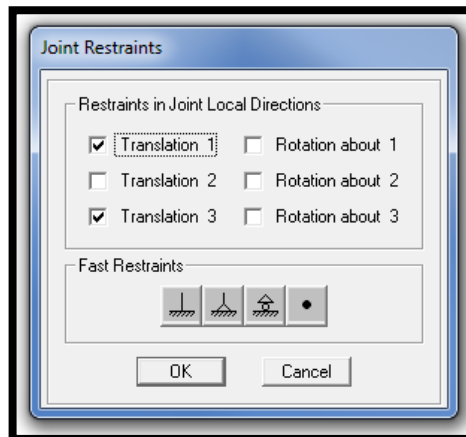 Joint Restraints
Restraints in Joint Local Directions
Translation 1 Rotation about 1
Translation 2 Rotation about 2
Translation 3 Rotation about 3
Fast Restraints
OK Cancel